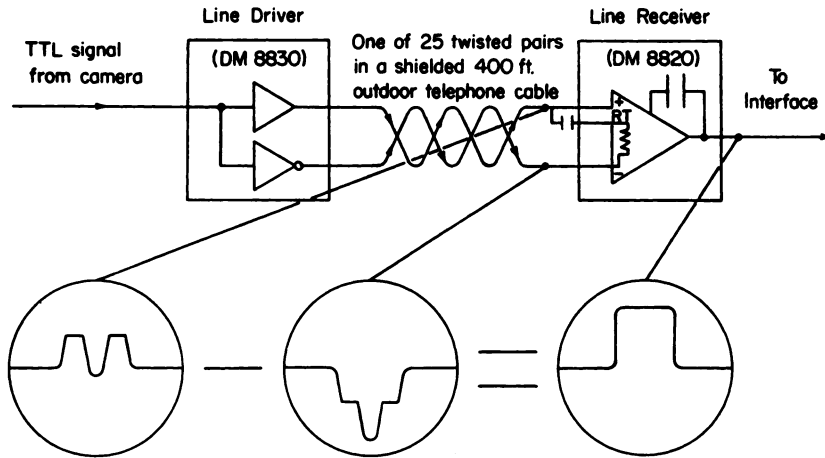 Line Driver
(DM 8830)
TTL signal
from camera
One of 25 twisted pairs
in a shielded 400 ft.
outdoor telephone cable
Line Receiver
(DM 8820)
+
RT
−
To
Interface